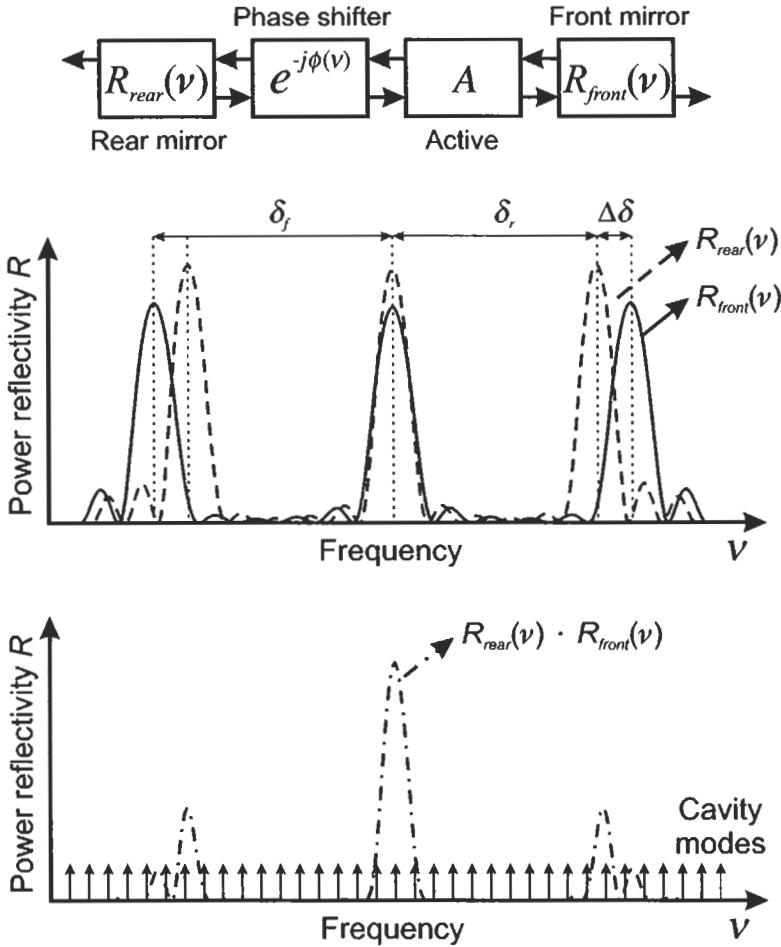 Phase shifter Front mirror
R_rear(ν) e^-jϕ(ν) A R_front(ν)
Rear mirror Active
δ_f δ_r Δδ
R_rear(ν)
R_front(ν)
Power reflectivity R
Frequency ν
R_rear(ν) · R_front(ν)
Power reflectivity R
Cavity
modes
Frequency ν